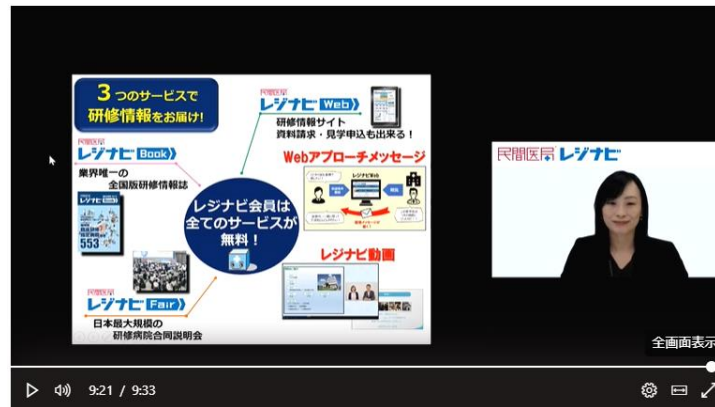 3つのサービスで
研修情報をお届け!
民間医局
レジナビ Web
研修情報サイト
資料請求・見学申込も出来る!
民間医局
レジナビ Book
業界唯一の
全国版研修情報誌
553
Webアプローチメッセージ
レジナビ会員は
全てのサービスが
無料!
レジナビ動画
民間医局
レジナビ Fair
日本最大規模の
研修病院合同説明会
民間医局 レジナビ
全画面表示
9:21 / 9:33